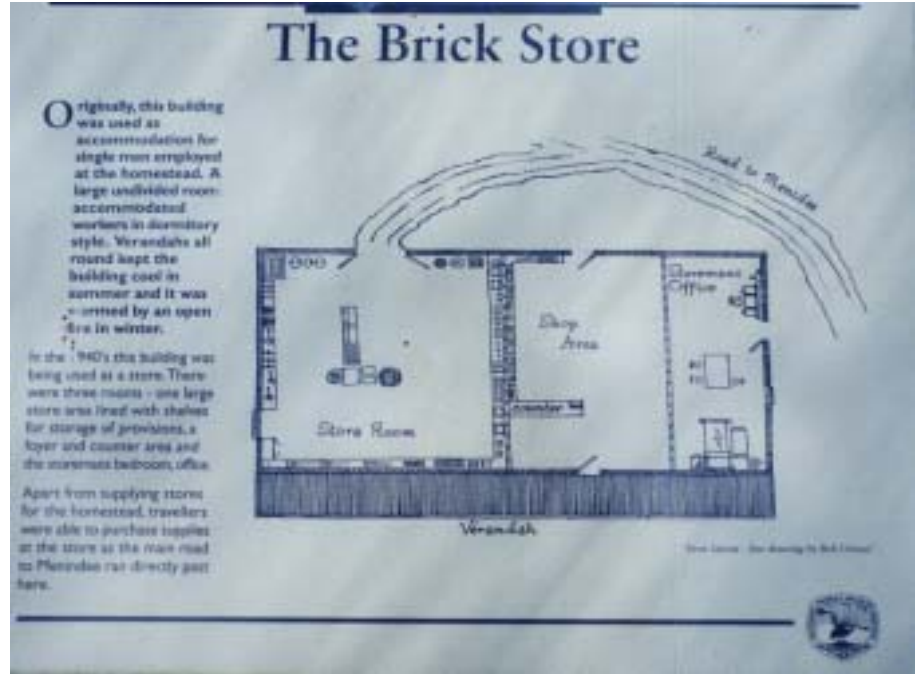 The Brick Store
Originally, this building
was used as
accommodation for
single men employed
at the homestead. A
large undivided room
accommodated
workers in dormitory
style. Verandahs all
round kept the
building cool in
summer and it was
warmed by an open
fire in winter.
In the 1940's this building was
being used as a store. There
were three rooms - one large
store area lined with shelves
for storage of provisions, a
foyer and counter area and
the storemans bedroom, office.
Apart from supplying stores
for the homestead, travellers
were able to purchase supplies
at the store as the main road
to Menindee ran directly past
here.
Road to
Storemans
Office
Shop
Area
counter
Store Room
Verandah
drawing by Bob